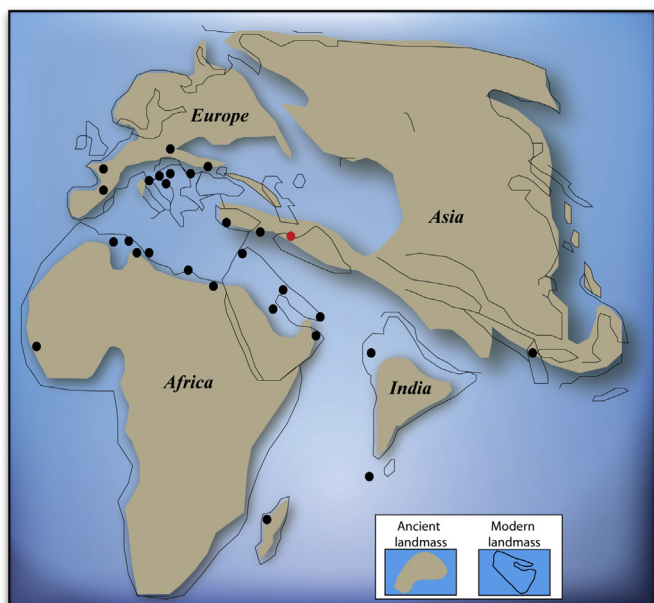 Europe
Asia
Africa
India
Ancient
landmass
Modern
landmass